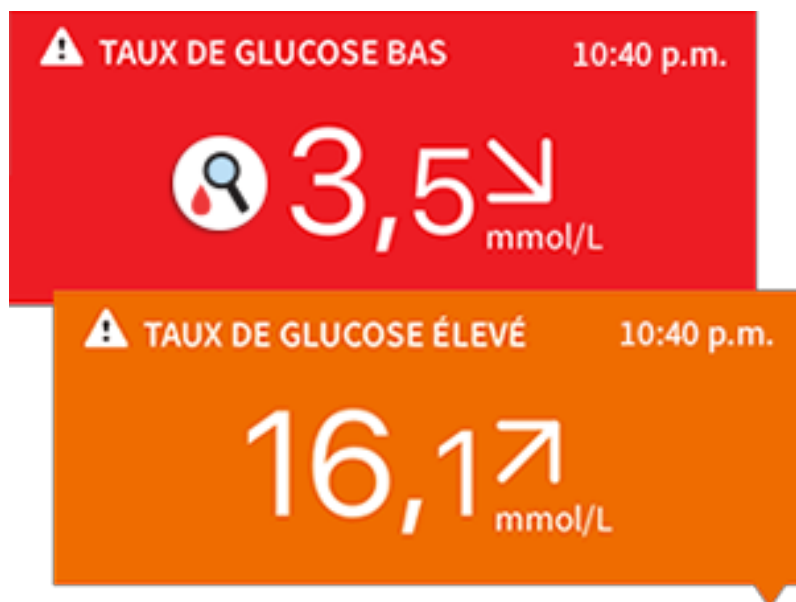 TAUX DE GLUCOSE BAS 10:40 p.m.
3,5
mmol/L
TAUX DE GLUCOSE ÉLEVÉ 10:40 p.m.
16,1
mmol/L